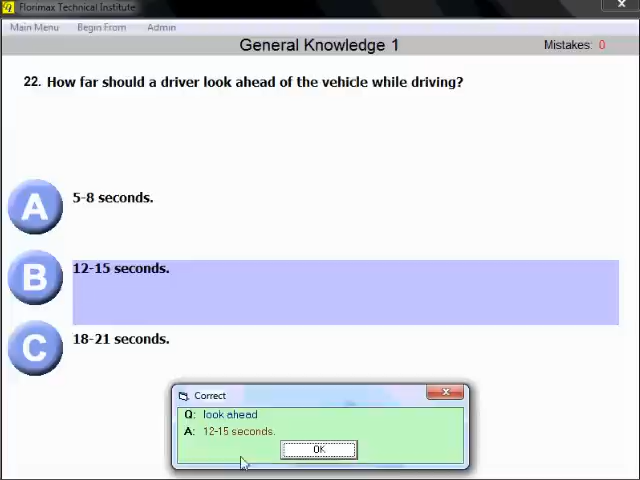 Florimax Technical Institute
Main Menu Begin From Admin
General Knowledge 1 Mistakes: 0
22. How far should a driver look ahead of the vehicle while driving?
A 5-8 seconds.
B 12-15 seconds.
C 18-21 seconds.
Correct
Q: look ahead
A: 12-15 seconds.
OK